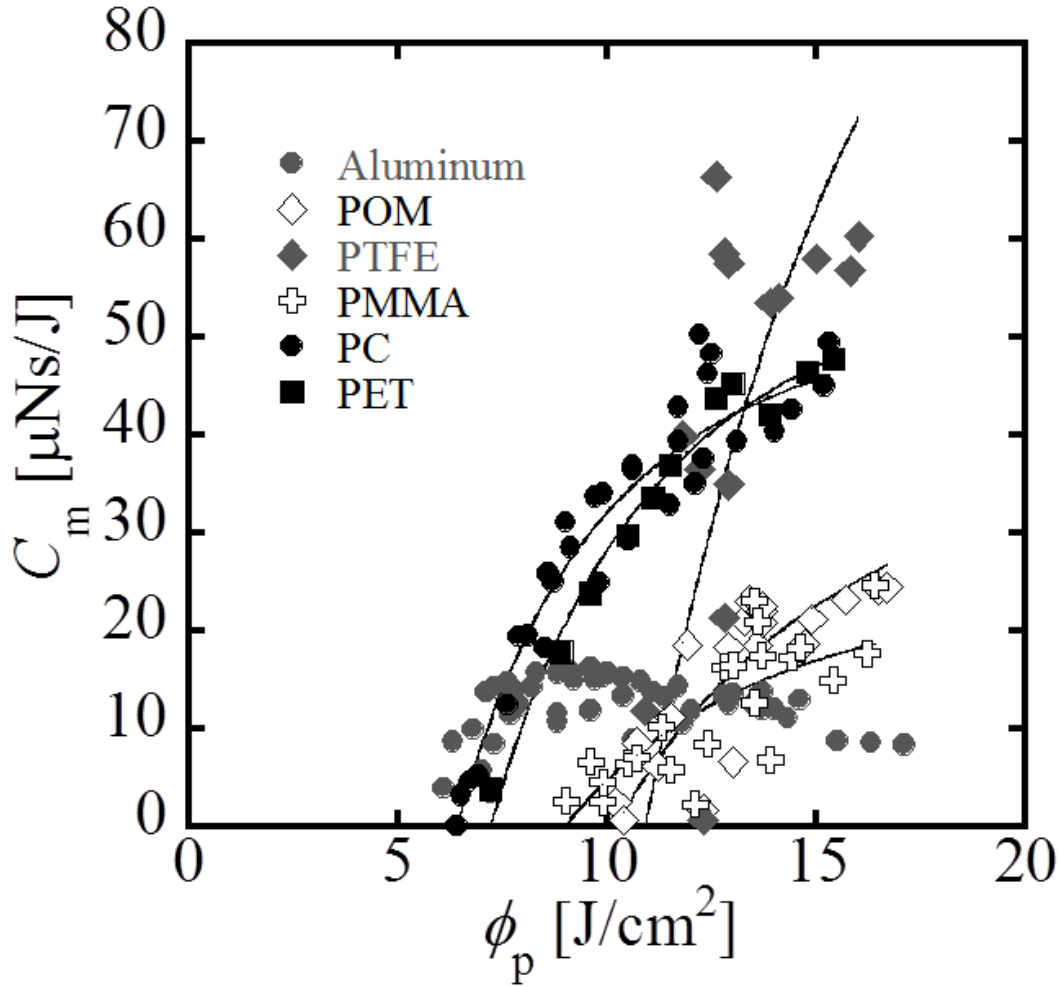 80
70
60
50
40
30
20
10
0
Cm [μNs/J]
Aluminum
POM
PTFE
PMMA
PC
PET
0 5 10 15 20
ϕp [J/cm²]